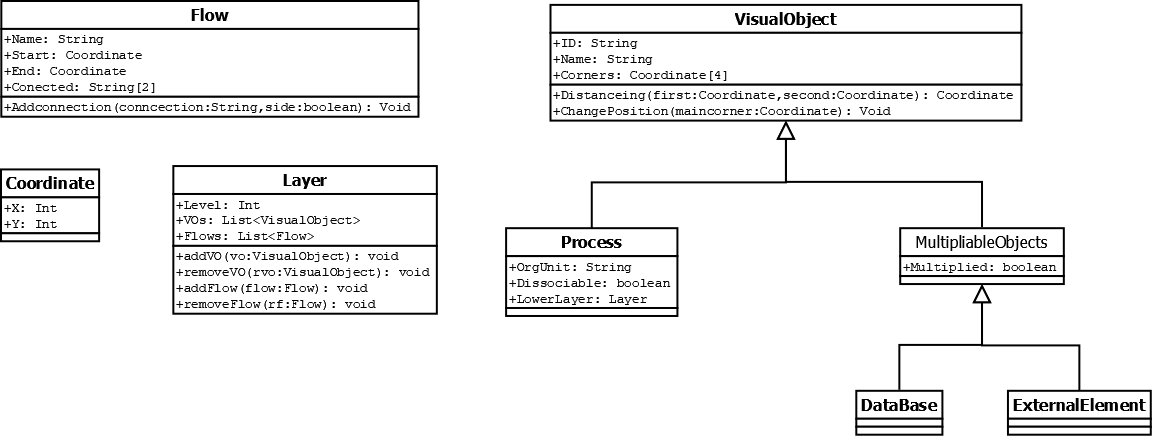 Flow
+Name: String
+Start: Coordinate
+End: Coordinate
+Conected: String[2]
+Addconnection(conncection:String,side:boolean): Void
VisualObject
+ID: String
+Name: String
+Corners: Coordinate[4]
+Distanceing(first:Coordinate,second:Coordinate): Coordinate
+ChangePosition(maincorner:Coordinate): Void
Coordinate
+X: Int
+Y: Int
Layer
+Level: Int
+VOs: List<VisualObject>
+Flows: List<Flow>
+addVO(vo:VisualObject): void
+removeVO(rvo:VisualObject): void
+addFlow(flow:Flow): void
+removeFlow(rf:Flow): void
Process
+OrgUnit: String
+Dissociable: boolean
+LowerLayer: Layer
MultipliableObjects
+Multiplied: boolean
DataBase
ExternalElement